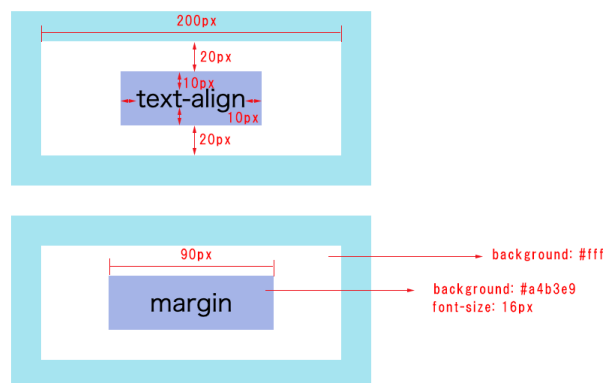 200px
20px
10px
text-align
10px
20px
90px
background: #fff
background: #a4b3e9
font-size: 16px
margin